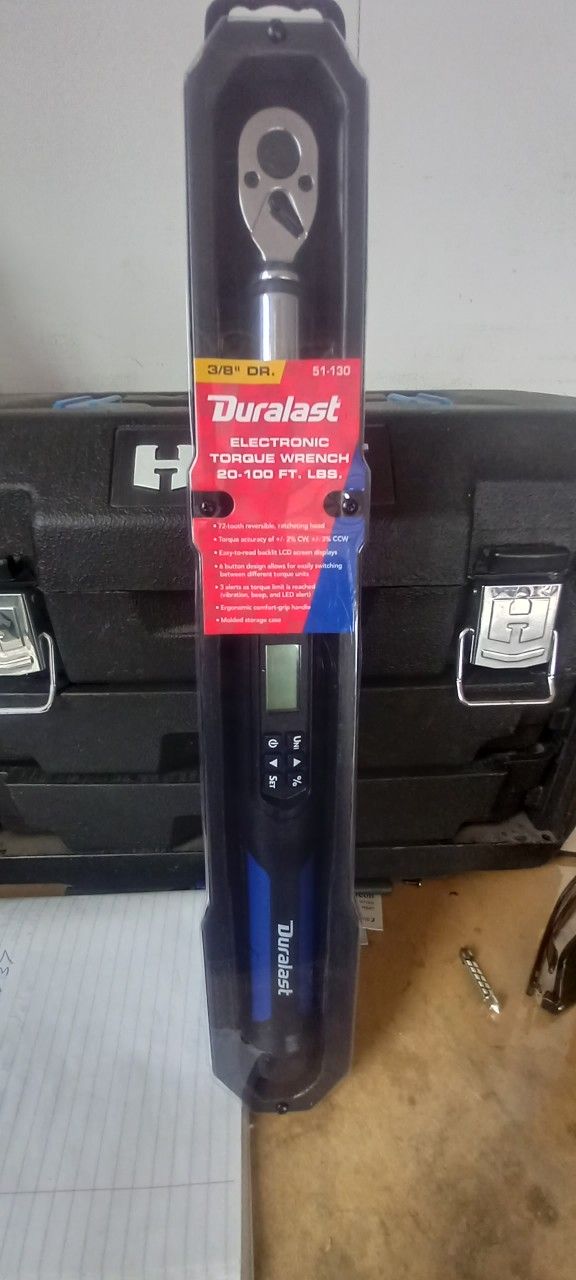 3/8" DR. 51-130
Duralast
ELECTRONIC
TORQUE WRENCH
20-100 FT. LBS.
• 72-tooth reversible, ratcheting head
• Torque accuracy of +/- 2% CW, +/- 3% CCW
• Easy-to-read backlit LCD screen displays
• 6 button design allows for easily switching
between different torque units
• 3 alerts as torque limit is reached
(vibration, beep, and LED alert)
• Ergonomic comfort-grip handle
• Molded storage case
H
UNI
%
SET
Duralast